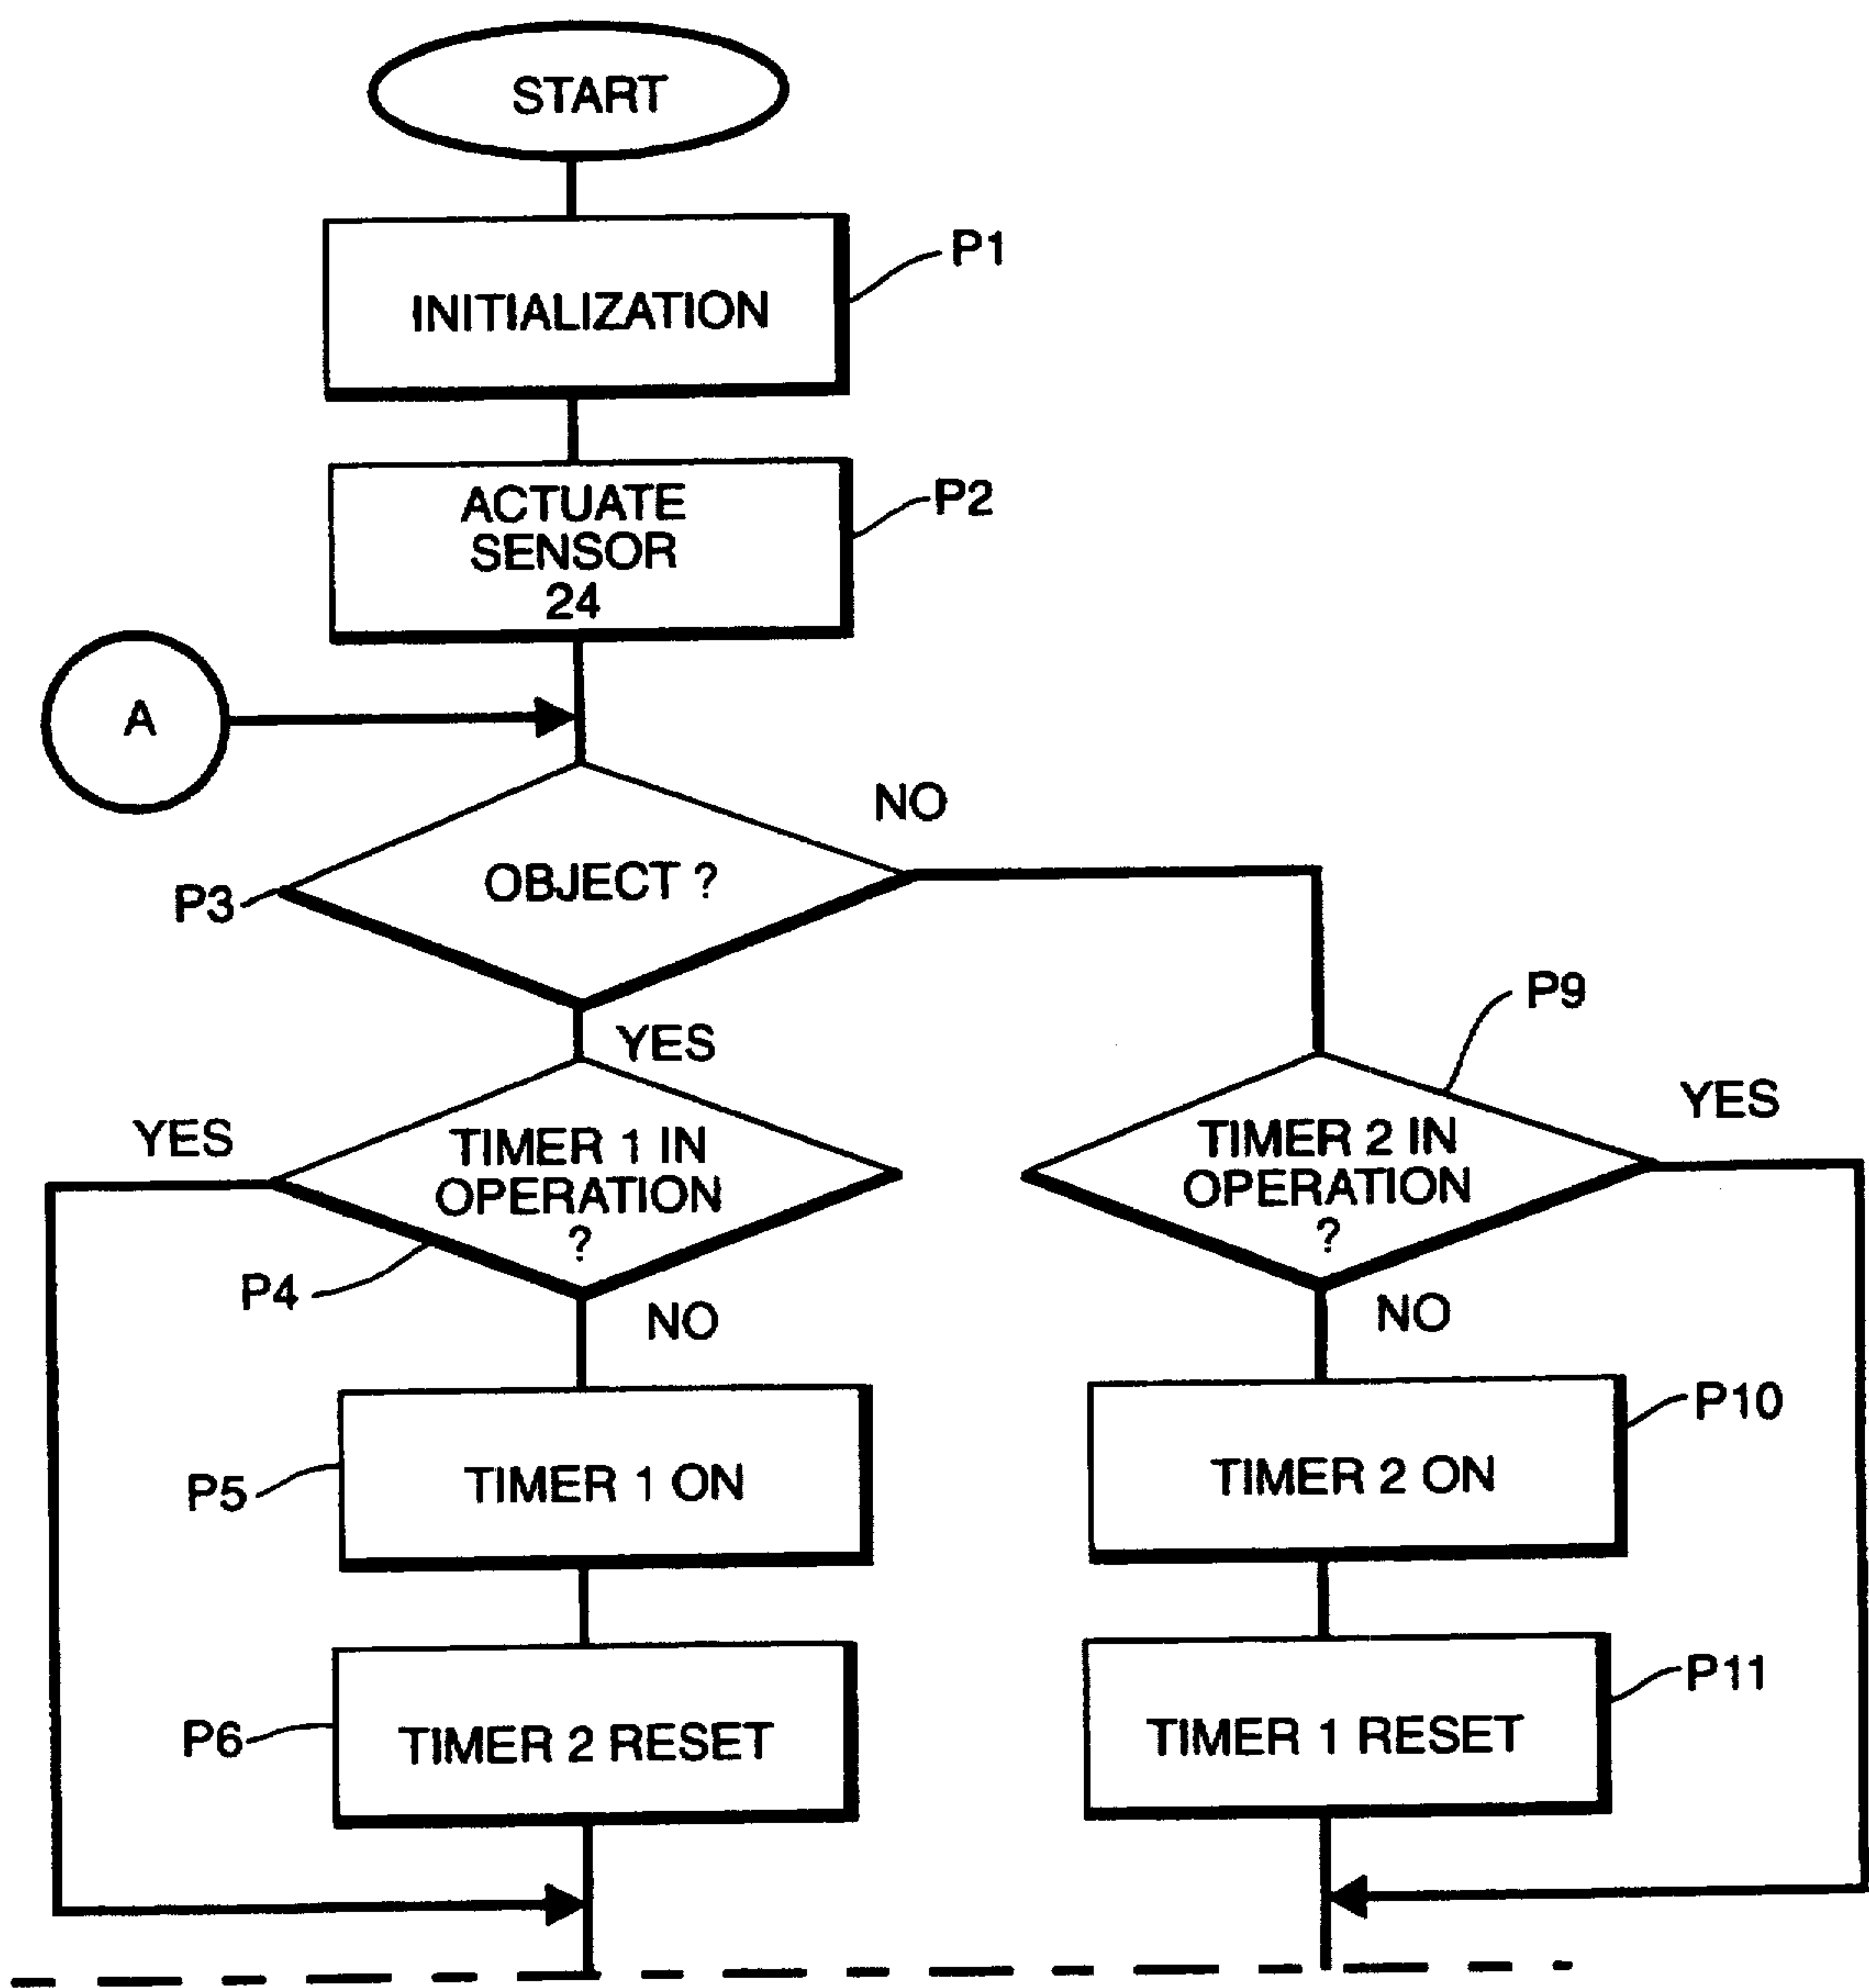 START
INITIALIZATION
P1
ACTUATE
SENSOR
24
P2
A
NO
OBJECT ?
P3
YES
P9
YES
TIMER 1 IN
OPERATION
?
P4
NO
TIMER 2 IN
OPERATION
?
YES
NO
TIMER 1 ON
P5
TIMER 2 ON
P10
TIMER 2 RESET
P6
TIMER 1 RESET
P11